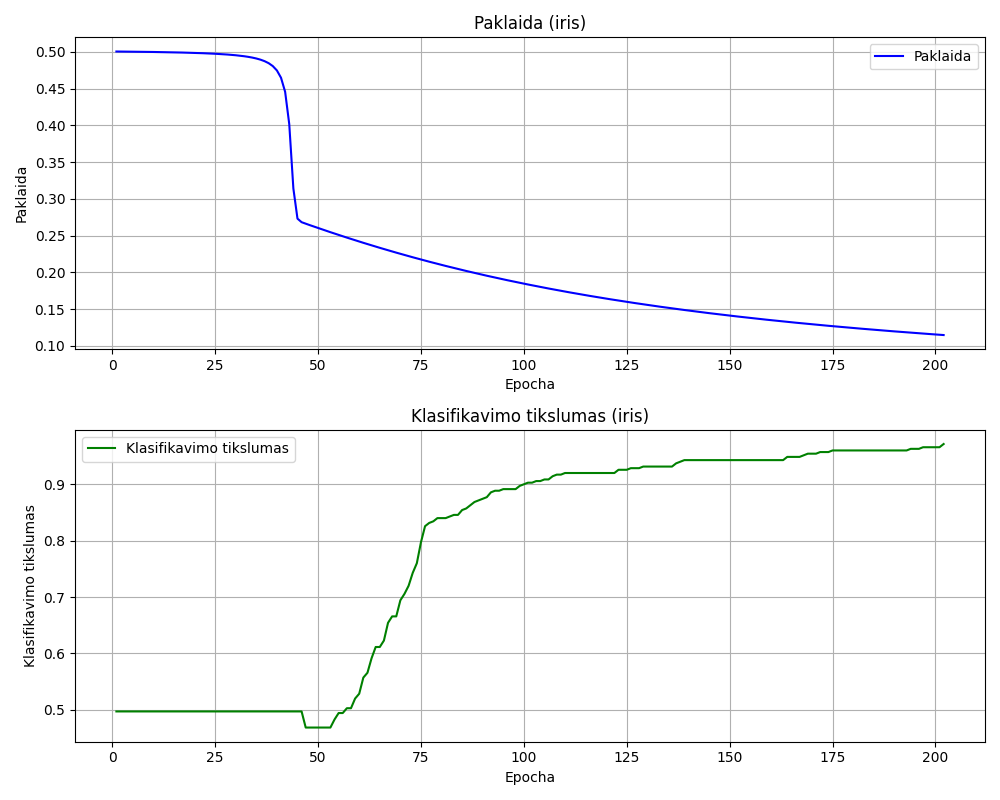 Paklaida (iris)
Paklaida
0.50
0.45
0.40
0.35
0.30
0.25
0.20
0.15
0.10
Paklaida
0 25 50 75 100 125 150 175 200
Epocha
Klasifikavimo tikslumas (iris)
Klasifikavimo tikslumas
0.9
0.8
0.7
0.6
0.5
Klasifikavimo tikslumas
0 25 50 75 100 125 150 175 200
Epocha